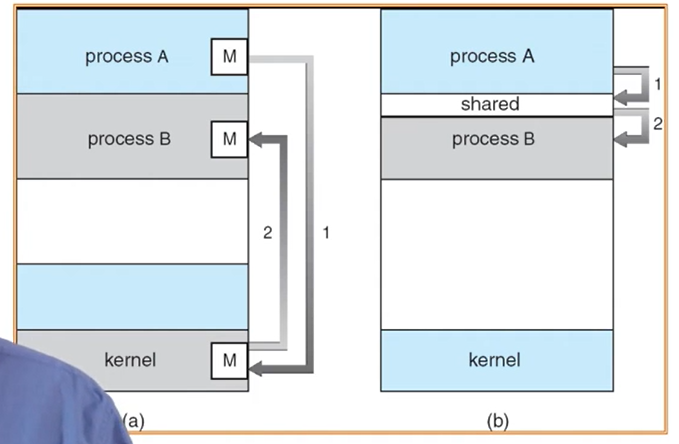 process A M
process B M
2 1
kernel M
(a)
process A
1
shared
2
process B
kernel
(b)